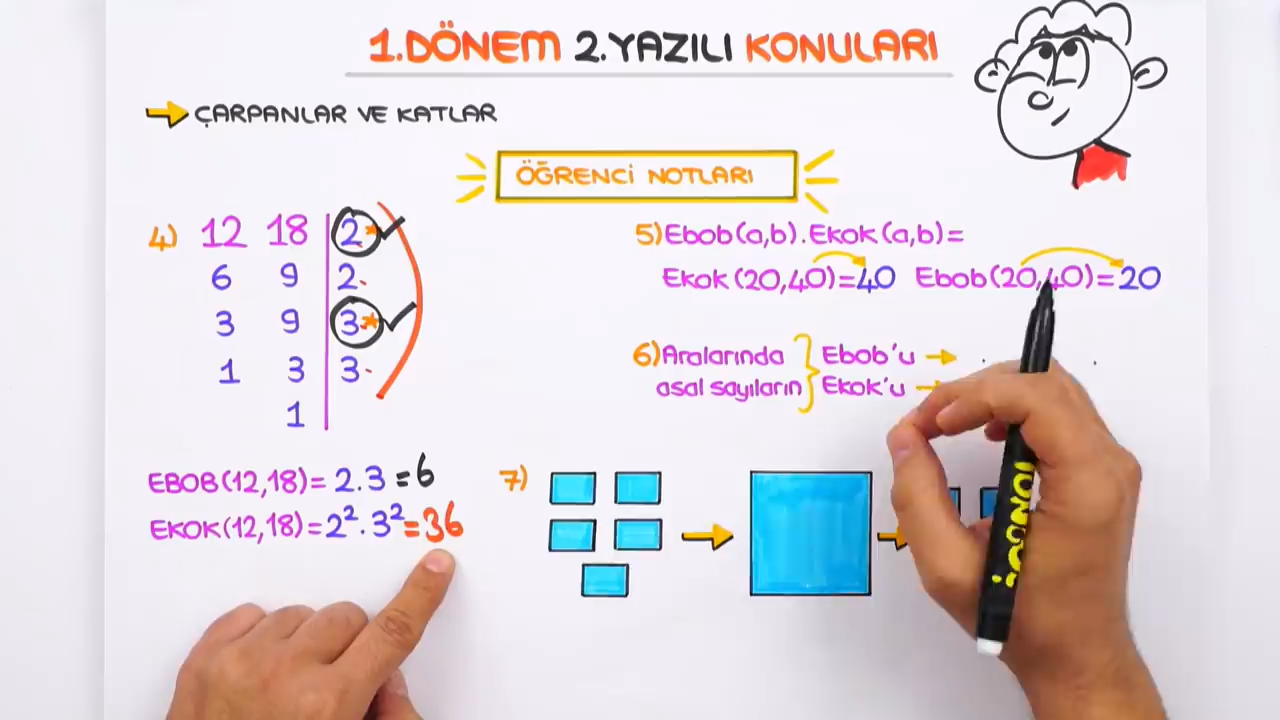 1.DÖNEM 2.YAZILI KONULARI
ÇARPANLAR VE KATLAR
ÖĞRENCİ NOTLARI
4) 12 18 2
6 9 2
3 9 3
1 3 3
1
EBOB(12,18)= 2.3 =6
EKOK(12,18)=2².3²=36
5)Ebob(a,b).Ekok(a,b)=
Ekok(20,40)=40 Ebob(20,40)=20
6)Aralarında
asal sayıların
Ebob'u
Ekok'u
7)